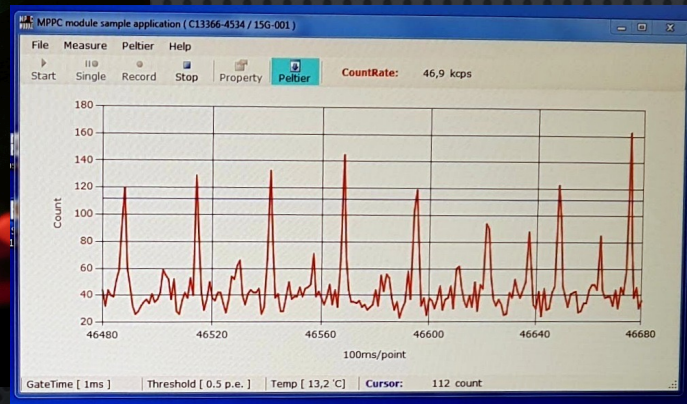 MPPC module sample application ( C13366-4534 / 15G-001 )
File Measure Peltier Help
Start Single Record Stop Property Peltier CountRate: 46,9 kcps
180
160
140
120
100
80
60
40
20
Count
46480 46520 46560 46600 46640 46680
100ms/point
GateTime [ 1ms ] Threshold [ 0.5 p.e. ] Temp [ 13,2 'C] Cursor: 112 count